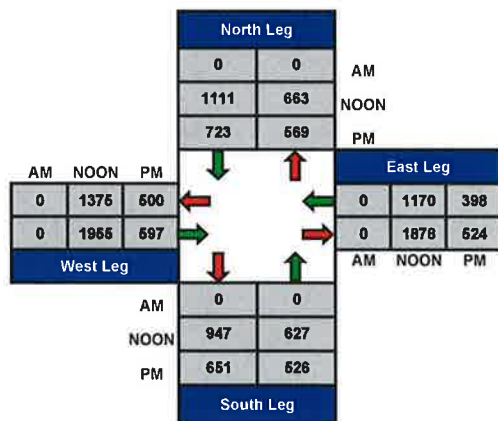 North Leg
0 0 AM
1111 663 NOON
723 569 PM
AM NOON PM East Leg
0 1375 500 0 1170 398
0 1955 597 0 1878 524
West Leg AM NOON PM
AM 0 0
NOON 947 627
PM 651 526
South Leg